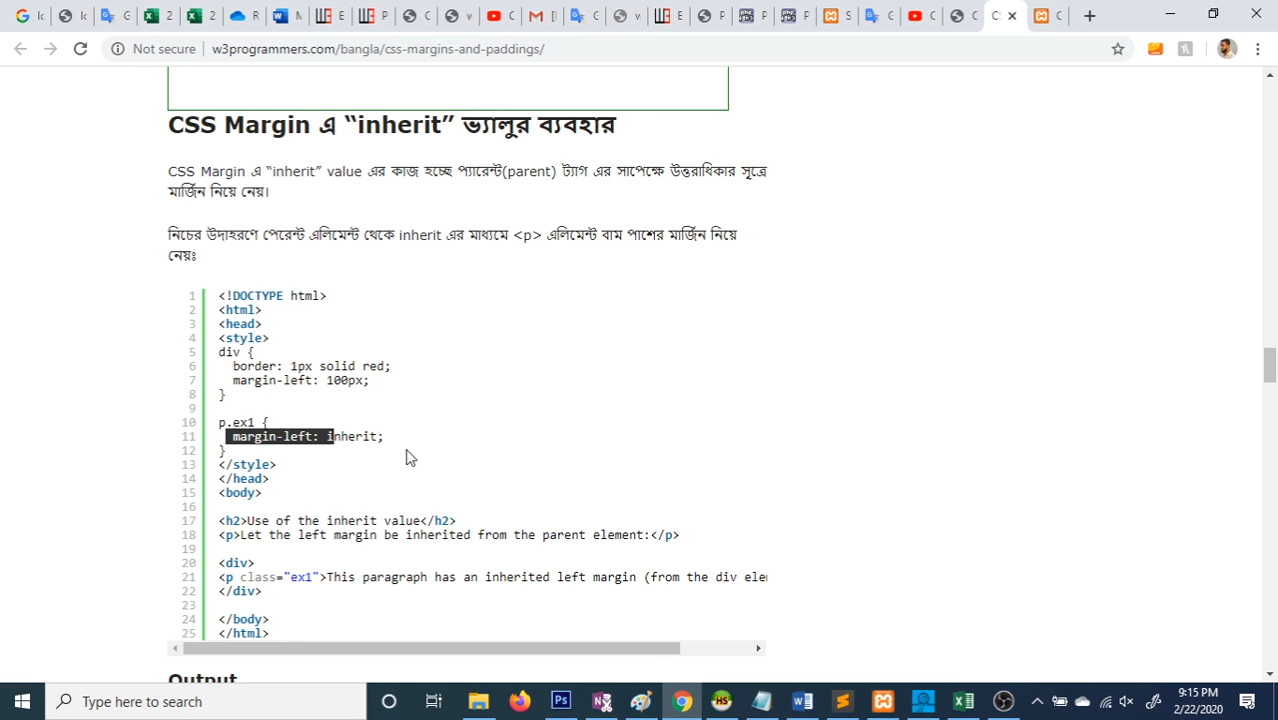 Not secure w3programmers.com/bangla/css-margins-and-paddings/
CSS Margin এ “inherit” ভ্যালুর ব্যবহার
CSS Margin এ “inherit” value এর কাজ হচ্ছে প্যারেন্ট(parent) ট্যাগ এর সাপেক্ষে উত্তরাধিকার সূত্রে
মার্জিন নিয়ে নেয়।
নিচের উদাহরণে পেরেন্ট এলিমেন্ট থেকে inherit এর মাধ্যমে <p> এলিমেন্ট বাম পাশের মার্জিন নিয়ে
নেয়ঃ
1 <!DOCTYPE html>
2 <html>
3 <head>
4 <style>
5 div {
6 border: 1px solid red;
7 margin-left: 100px;
8 }
9
10 p.ex1 {
11 margin-left: inherit;
12 }
13 </style>
14 </head>
15 <body>
16
17 <h2>Use of the inherit value</h2>
18 <p>Let the left margin be inherited from the parent element:</p>
19
20 <div>
21 <p class="ex1">This paragraph has an inherited left margin (from the div ele
22 </div>
23
24 </body>
25 </html>
Output
Type here to search
9:15 PM
2/22/2020